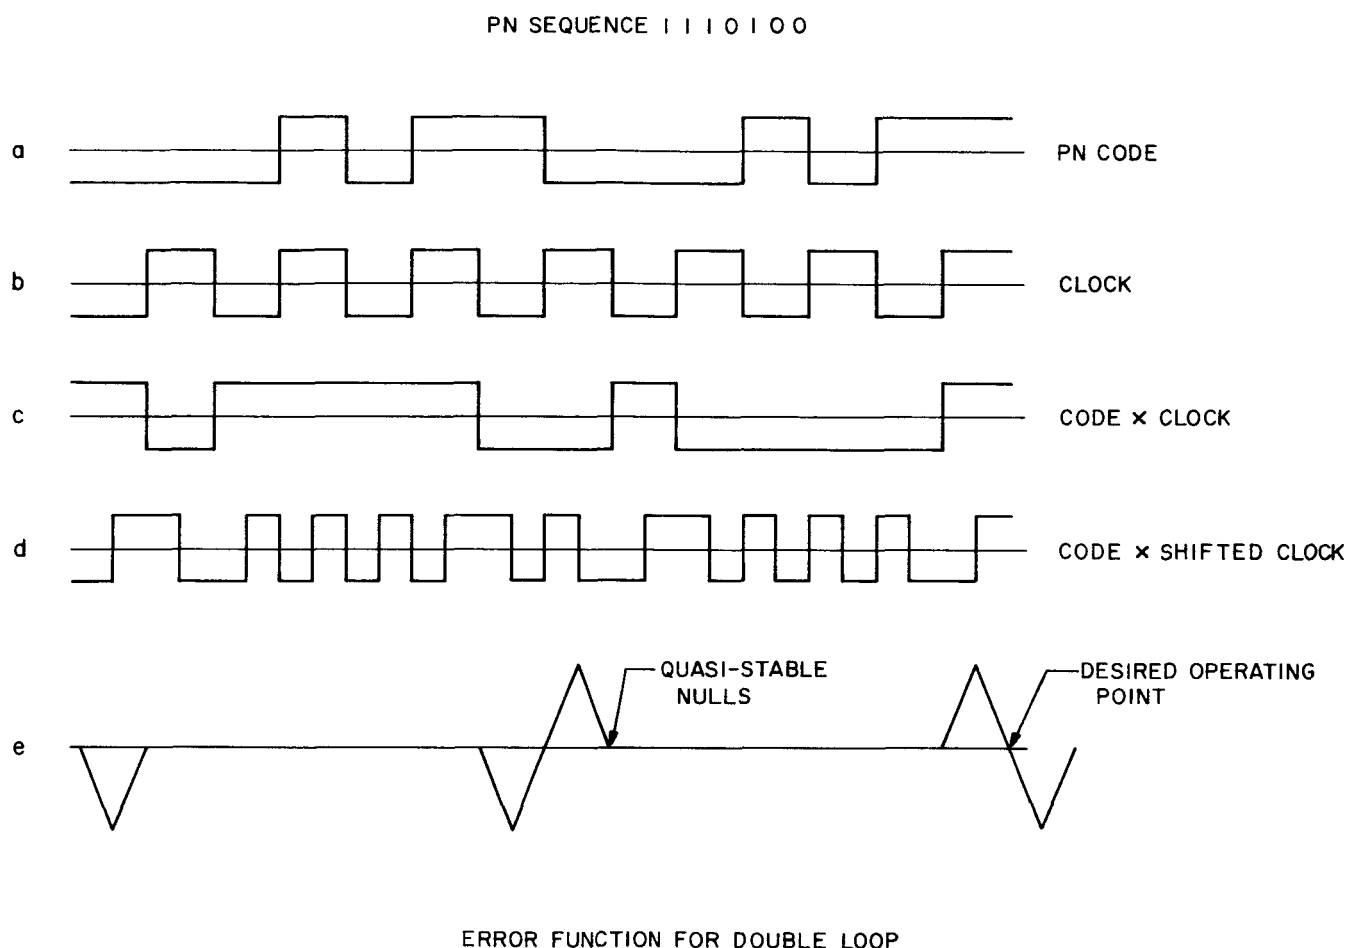 PN SEQUENCE 1 1 1 0 1 0 0
a
PN CODE
b
CLOCK
c
CODE × CLOCK
d
CODE × SHIFTED CLOCK
QUASI-STABLE
NULLS
DESIRED OPERATING
POINT
e
ERROR FUNCTION FOR DOUBLE LOOP